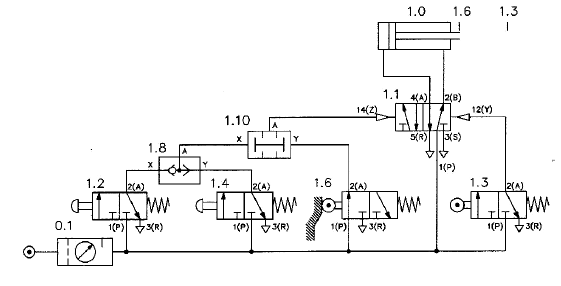 1.0 1.6 1.3
1.1 4(A) 2(B)
14(Z) 12(Y)
5(R) 3(S)
1(P)
1.10 A
X Y
1.8 A
X Y
1.2 2(A)
1(P) 3(R)
1.4 2(A)
1(P) 3(R)
1.6 2(A)
1(P) 3(R)
1.3 2(A)
1(P) 3(R)
0.1